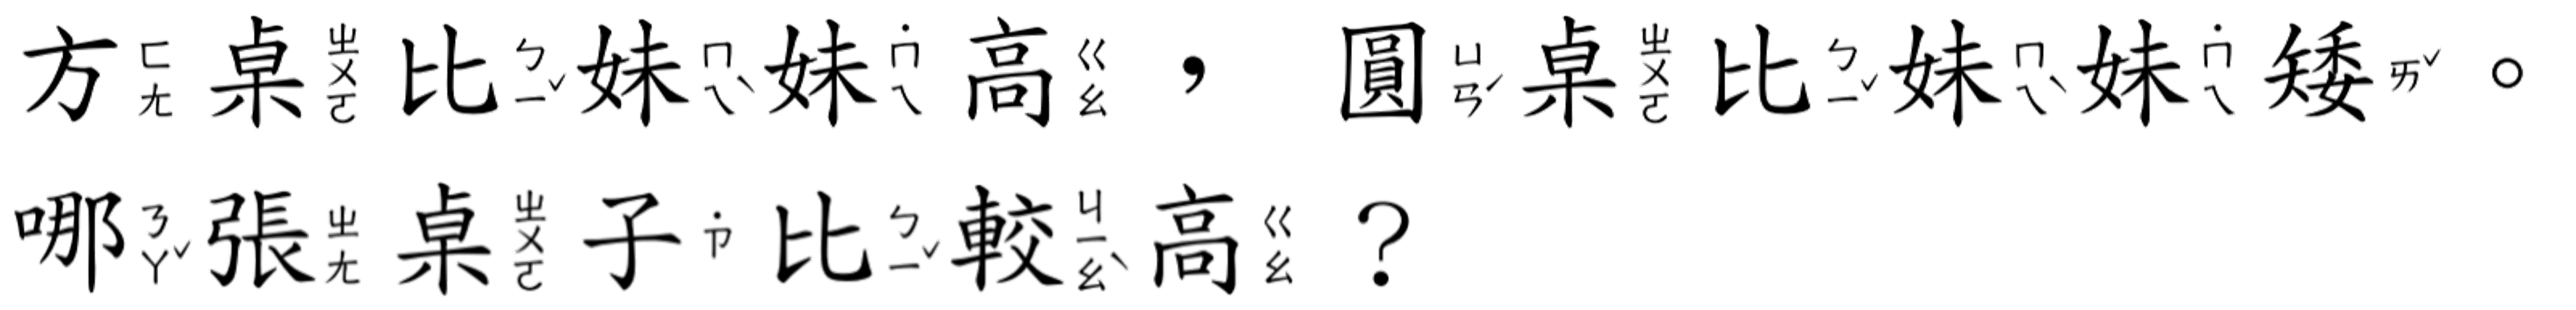 方ㄈㄤ桌ㄓㄨㄛ比ㄅㄧˇ妹ㄇㄟˋ妹˙ㄇㄟ高ㄍㄠ，圓ㄩㄢˊ桌ㄓㄨㄛ比ㄅㄧˇ妹ㄇㄟˋ妹˙ㄇㄟ矮ㄞˇ。
哪ㄋㄚˇ張ㄓㄤ桌ㄓㄨㄛ子˙ㄗ比ㄅㄧˇ較ㄐㄧㄠˋ高ㄍㄠ？